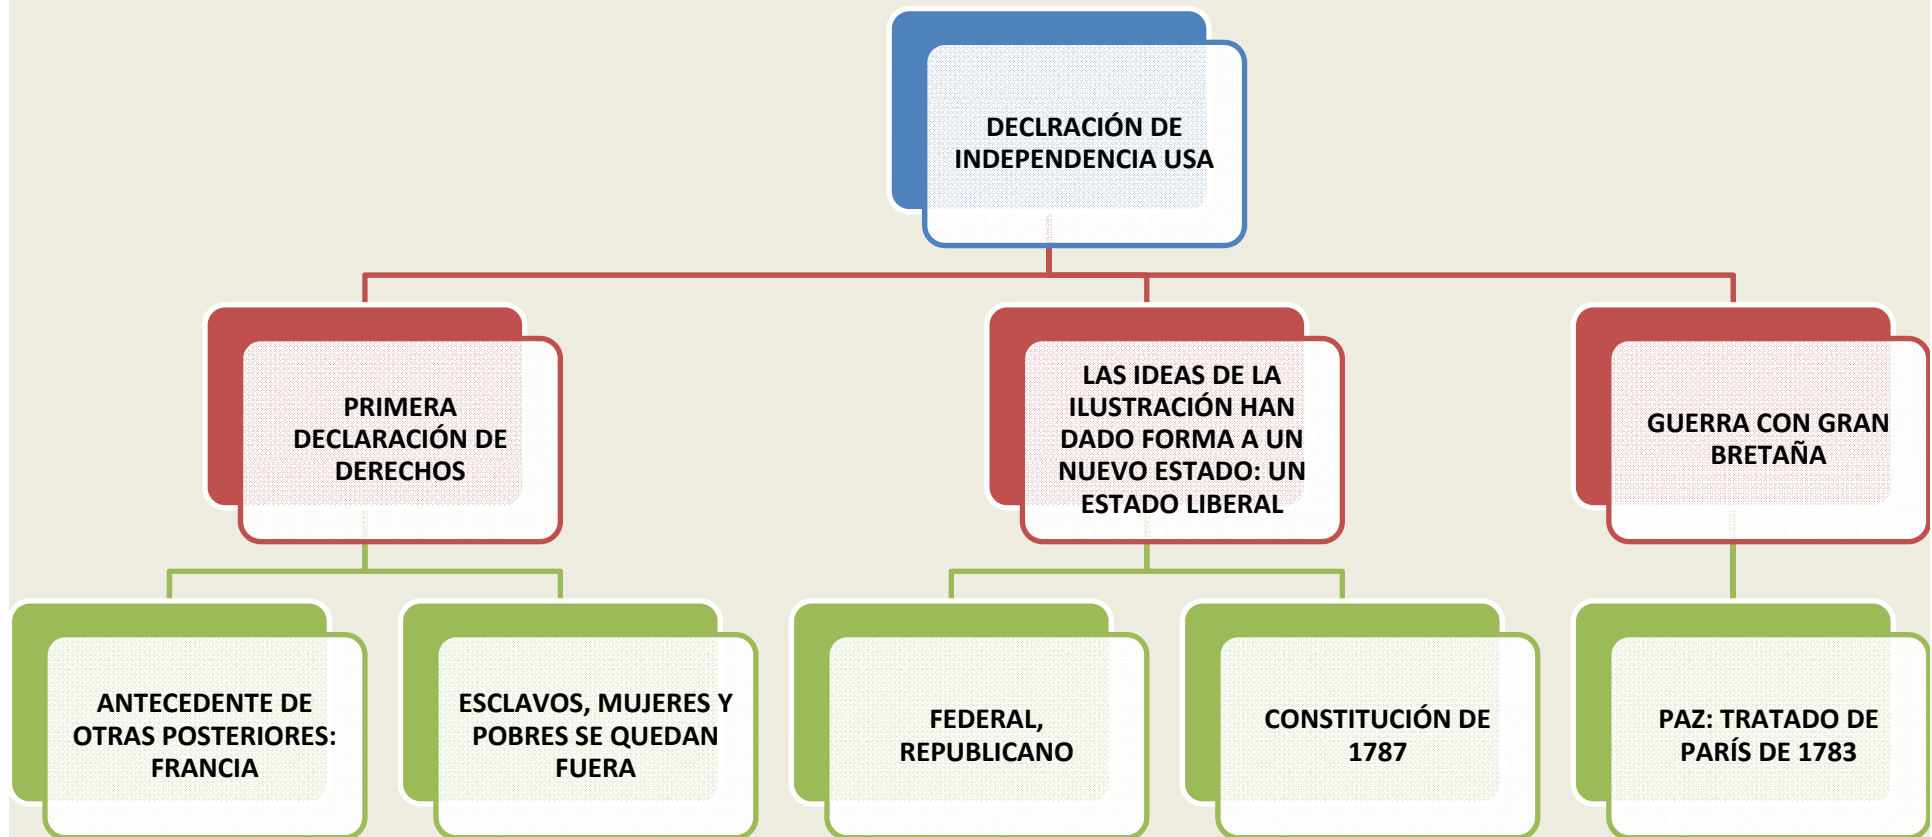 DECLRACIÓN DE
INDEPENDENCIA USA
PRIMERA
DECLARACIÓN DE
DERECHOS
LAS IDEAS DE LA
ILUSTRACIÓN HAN
DADO FORMA A UN
NUEVO ESTADO: UN
ESTADO LIBERAL
GUERRA CON GRAN
BRETAÑA
ANTECEDENTE DE
OTRAS POSTERIORES:
FRANCIA
ESCLAVOS, MUJERES Y
POBRES SE QUEDAN
FUERA
FEDERAL,
REPUBLICANO
CONSTITUCIÓN DE
1787
PAZ: TRATADO DE
PARÍS DE 1783